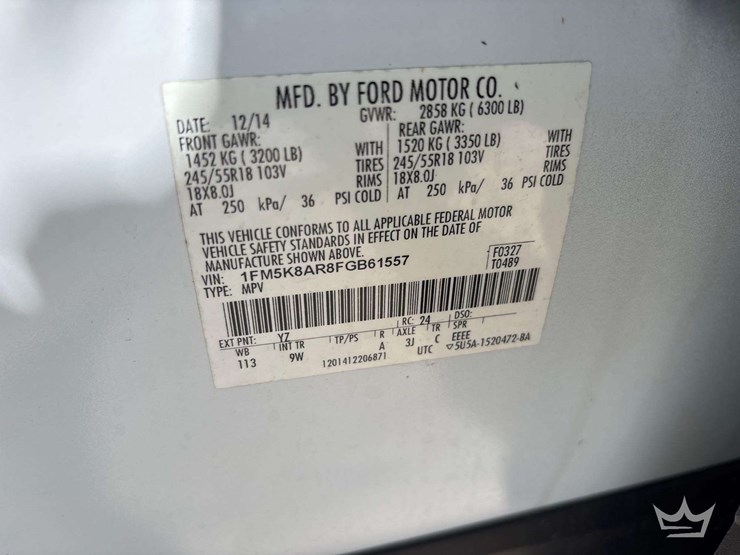 MFD. BY FORD MOTOR CO.
DATE: 12/14 GVWR: 2858 KG ( 6300 LB)
FRONT GAWR: REAR GAWR:
1452 KG ( 3200 LB) WITH 1520 KG ( 3350 LB) WITH
245/55R18 103V TIRES 245/55R18 103V TIRES
18X8.0J RIMS 18X8.0J RIMS
AT 250 kPa/ 36 PSI COLD AT 250 kPa/ 36 PSI COLD
THIS VEHICLE CONFORMS TO ALL APPLICABLE FEDERAL MOTOR
VEHICLE SAFETY STANDARDS IN EFFECT ON THE DATE OF
MANUFACTURE SHOWN ABOVE.
VIN: 1FM5K8AR8FGB61557 F0327
TYPE: MPV T0489
EXT PNT: YZ RC: 24 DSO:
WB INT TR TP/PS R AXLE TR SPR
113 9W A 3J C EEEE
1201412206871 UTC ▽5U5A-1520472-BA